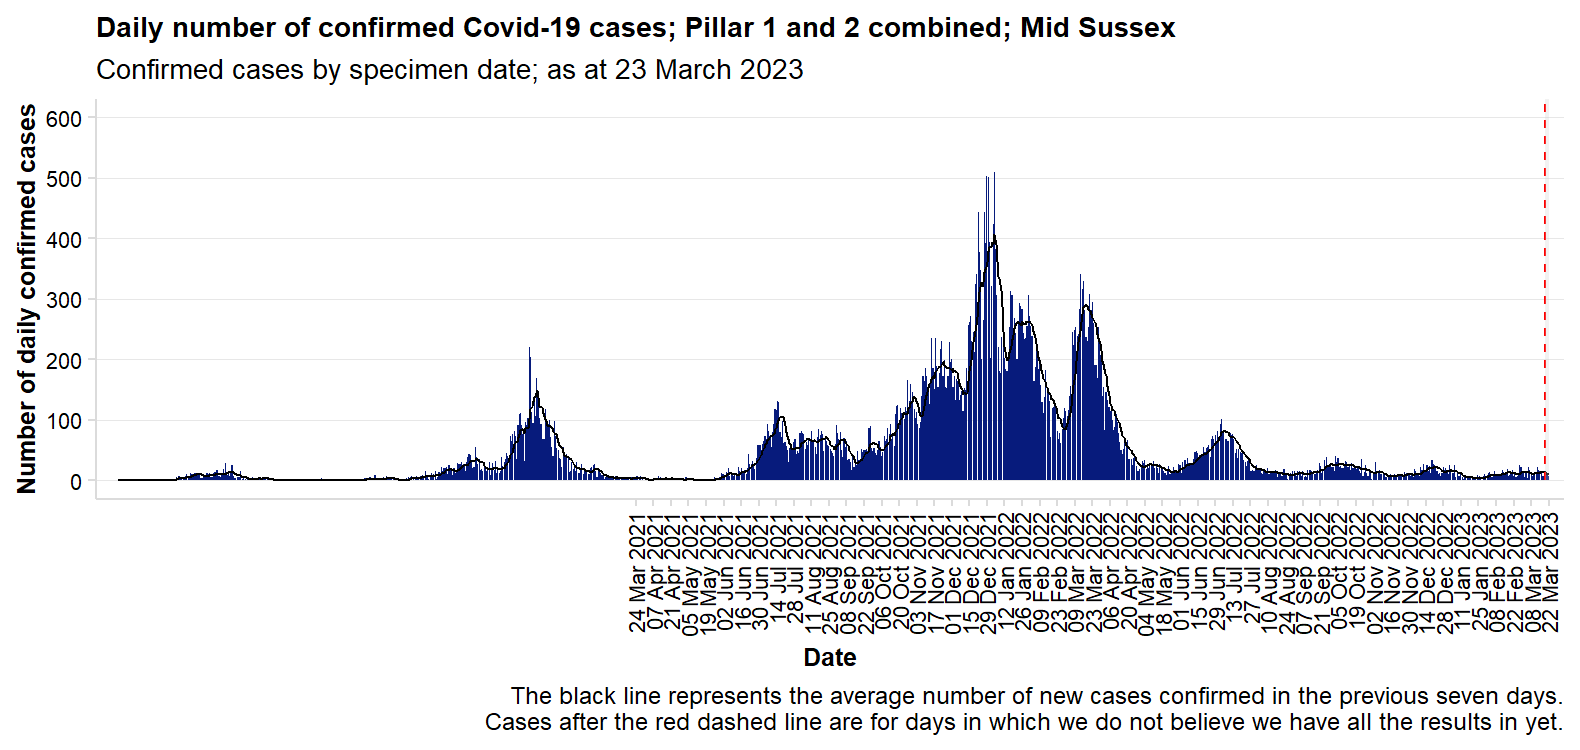 Daily number of confirmed Covid-19 cases; Pillar 1 and 2 combined; Mid Sussex
Confirmed cases by specimen date; as at 23 March 2023
Number of daily confirmed cases
600
500
400
300
200
100
0
24 Mar 2021
07 Apr 2021
21 Apr 2021
05 May 2021
19 May 2021
02 Jun 2021
16 Jun 2021
30 Jun 2021
14 Jul 2021
28 Jul 2021
11 Aug 2021
25 Aug 2021
08 Sep 2021
22 Sep 2021
06 Oct 2021
20 Oct 2021
03 Nov 2021
17 Nov 2021
01 Dec 2021
15 Dec 2021
29 Dec 2021
12 Jan 2022
26 Jan 2022
09 Feb 2022
23 Feb 2022
09 Mar 2022
23 Mar 2022
06 Apr 2022
20 Apr 2022
04 May 2022
18 May 2022
01 Jun 2022
15 Jun 2022
29 Jun 2022
13 Jul 2022
27 Jul 2022
10 Aug 2022
24 Aug 2022
07 Sep 2022
21 Sep 2022
05 Oct 2022
19 Oct 2022
02 Nov 2022
16 Nov 2022
30 Nov 2022
14 Dec 2022
28 Dec 2022
11 Jan 2023
25 Jan 2023
08 Feb 2023
22 Feb 2023
08 Mar 2023
22 Mar 2023
Date
The black line represents the average number of new cases confirmed in the previous seven days.
Cases after the red dashed line are for days in which we do not believe we have all the results in yet.